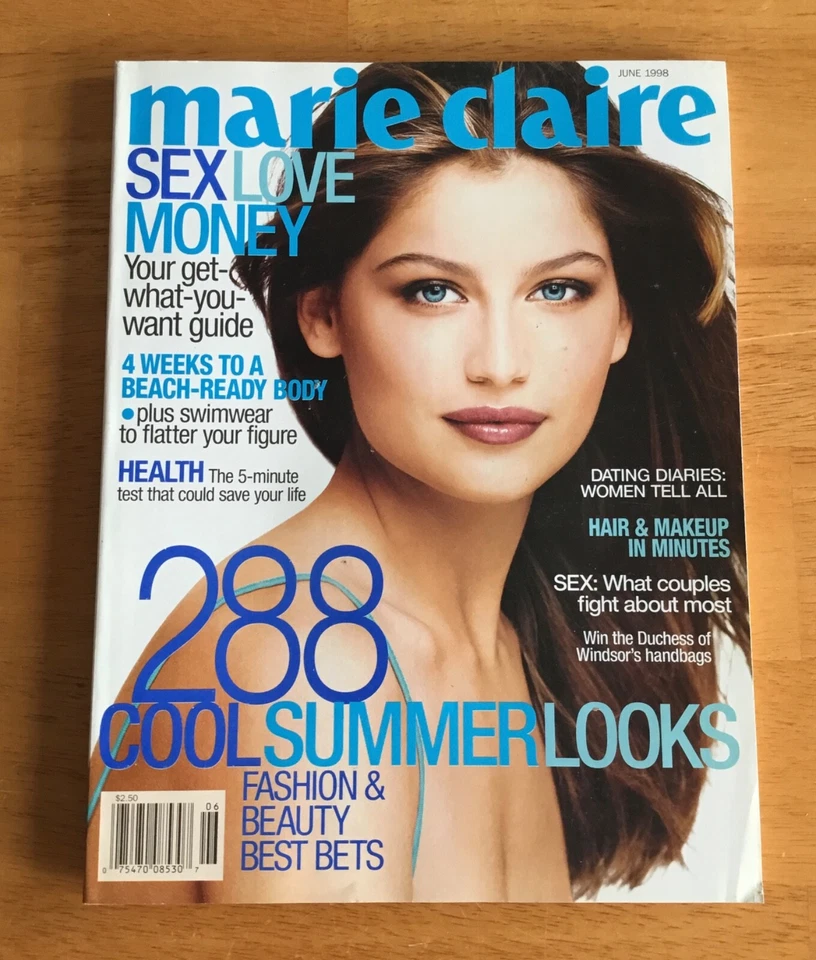 JUNE 1998
marie claire
SEX LOVE
MONEY
Your get-
what-you-
want guide
4 WEEKS TO A
BEACH-READY BODY
• plus swimwear
to flatter your figure
HEALTH The 5-minute
test that could save your life
DATING DIARIES:
WOMEN TELL ALL
HAIR & MAKEUP
IN MINUTES
SEX: What couples
fight about most
Win the Duchess of
Windsor's handbags
288
COOL SUMMER LOOKS
FASHION &
BEAUTY
BEST BETS
$2.50
06
0 75470 08530 7